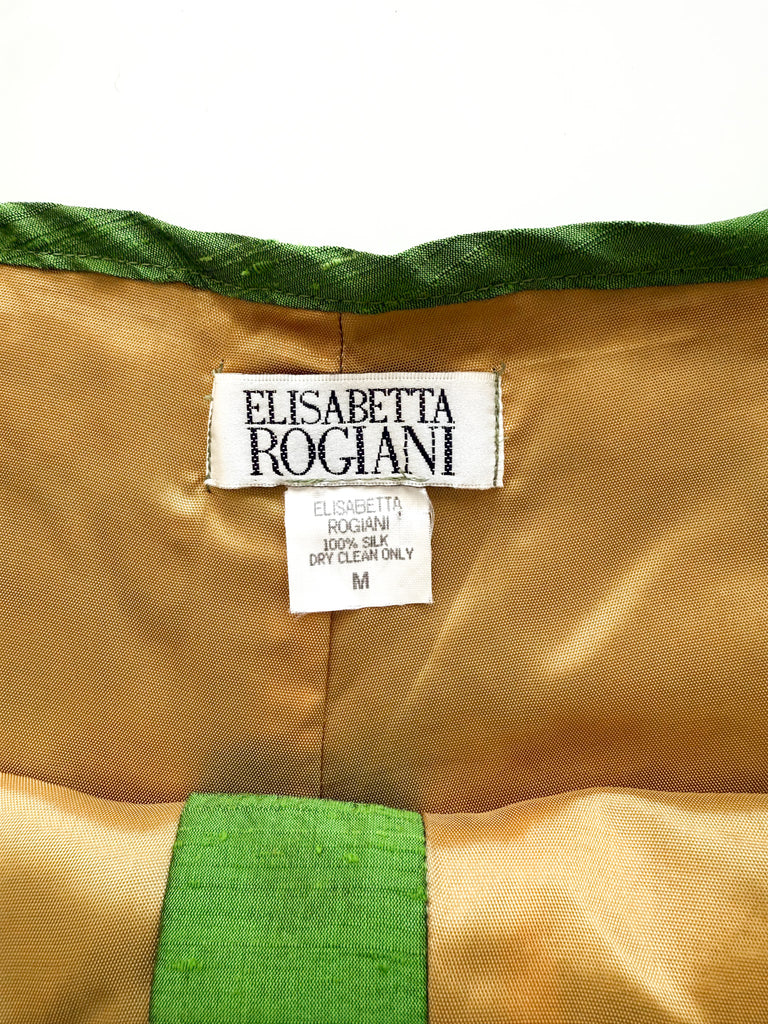 ELISABETTA
ROGIANI
ELISABETTA
ROGIANI
100% SILK
DRY CLEAN ONLY
M